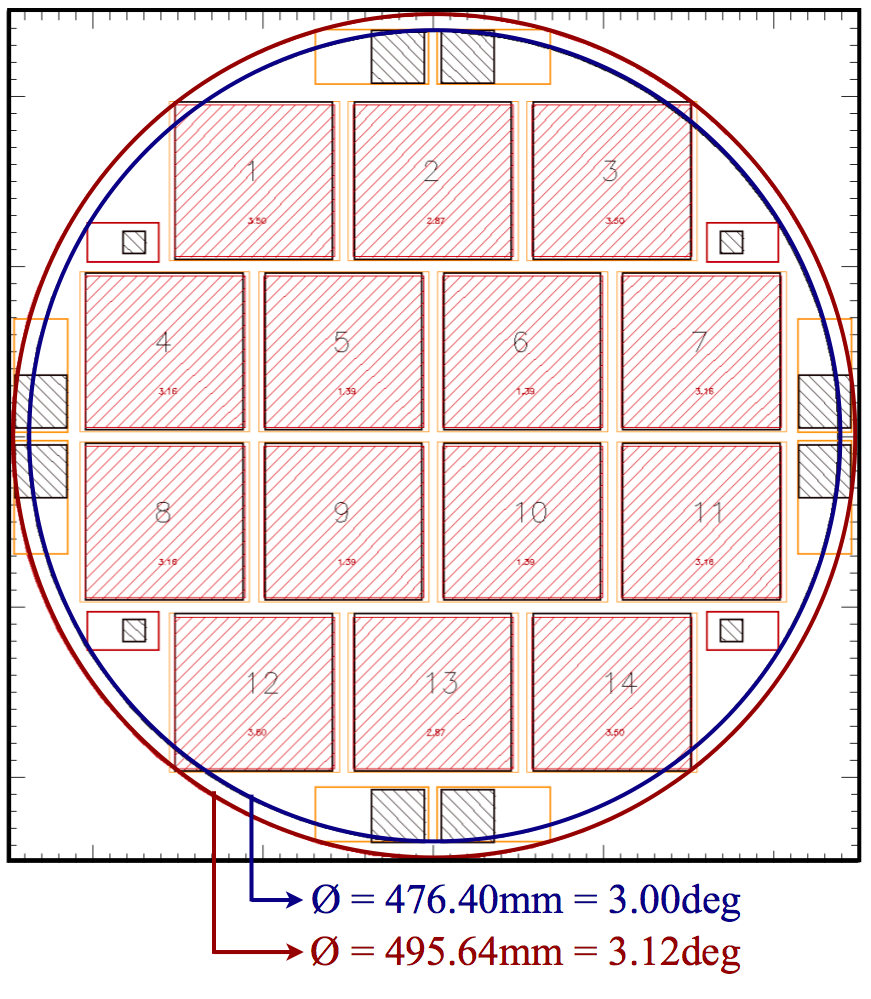 1 2 3
3.50 2.87 3.50
4 5 6 7
3.16 1.39 1.39 3.16
8 9 10 11
3.16 1.39 1.39 3.16
12 13 14
3.50 2.87 3.50
Ø = 476.40mm = 3.00deg
Ø = 495.64mm = 3.12deg